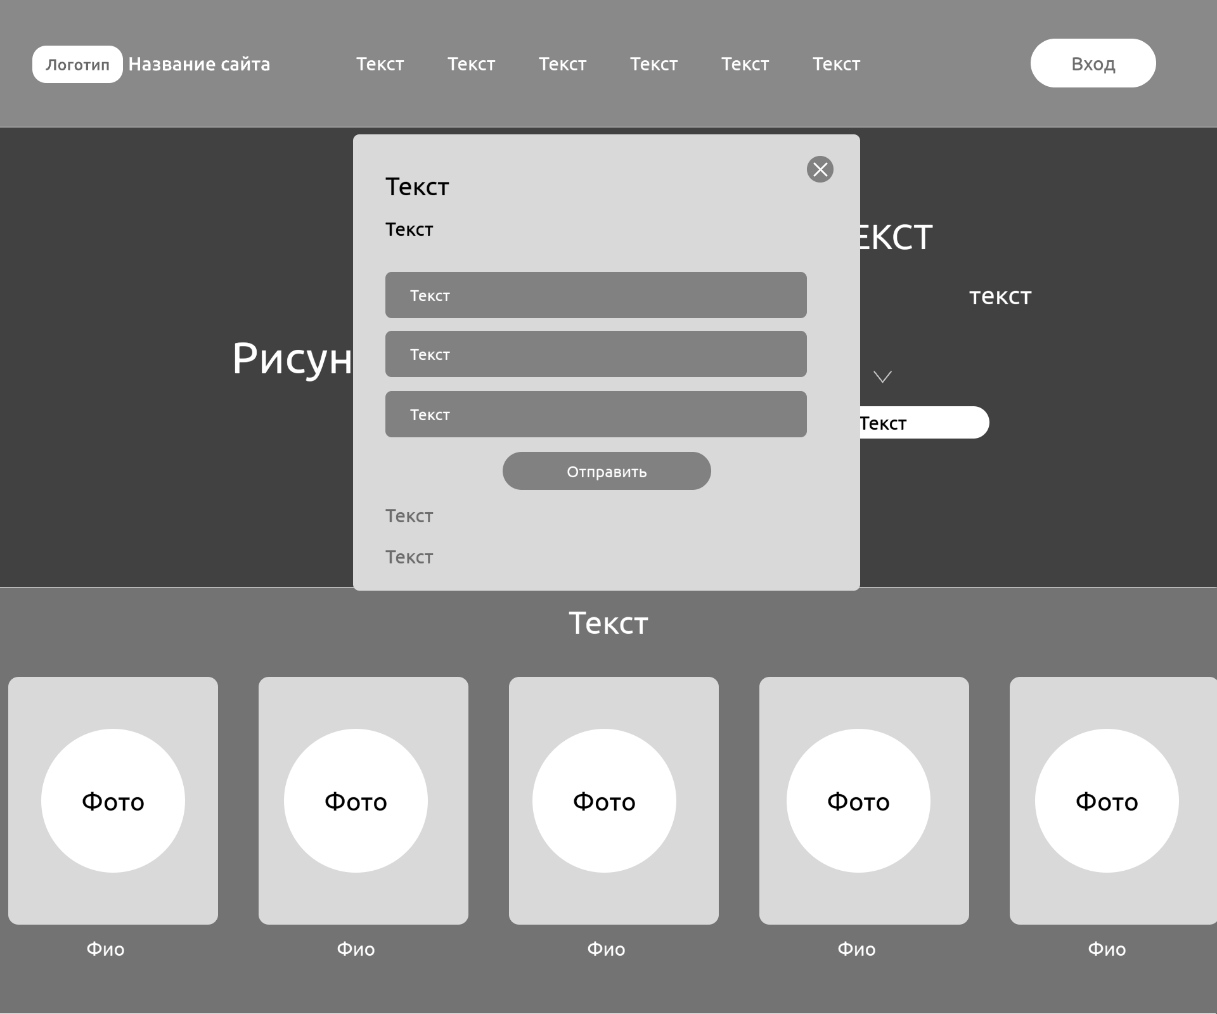 Логотип Название сайта Текст Текст Текст Текст Текст Текст Вход
Текст
Текст
ЕКСТ
текст
Текст
Рисун
Текст
Текст
Текст
Отправить
Текст
Текст
Текст
Фото Фото Фото Фото Фото
Фио Фио Фио Фио Фио